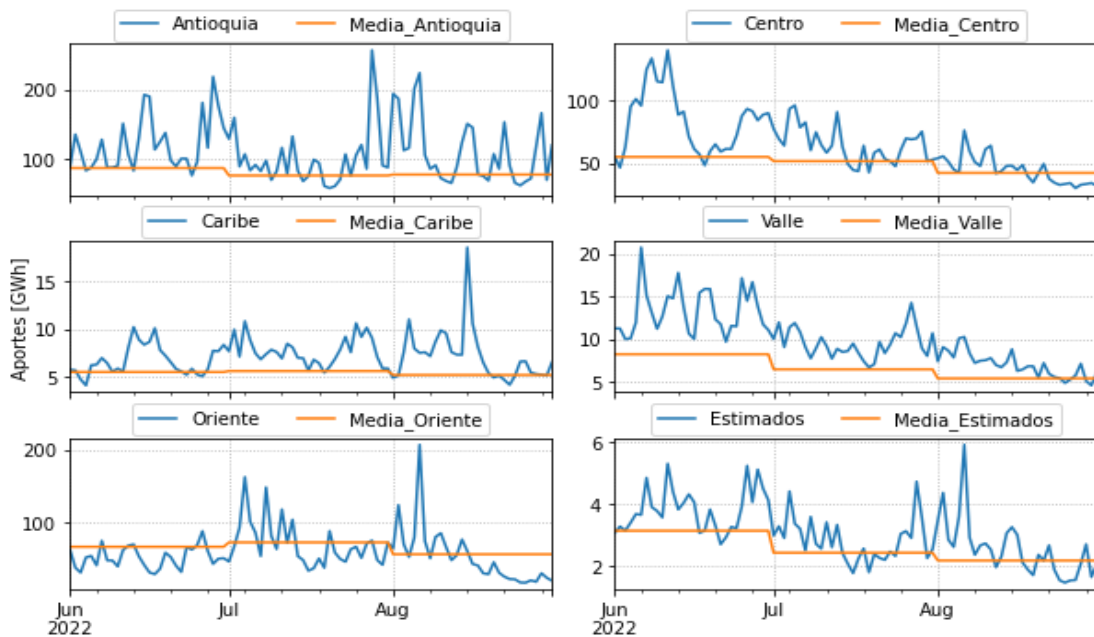 Antioquia Media_Antioquia
200
100
Centro Media_Centro
100
50
Caribe Media_Caribe
15
10
5
Aportes [GWh]
Valle Media_Valle
20
15
10
5
Oriente Media_Oriente
200
100
Jun Jul Aug
2022
Estimados Media_Estimados
6
4
2
Jun Jul Aug
2022